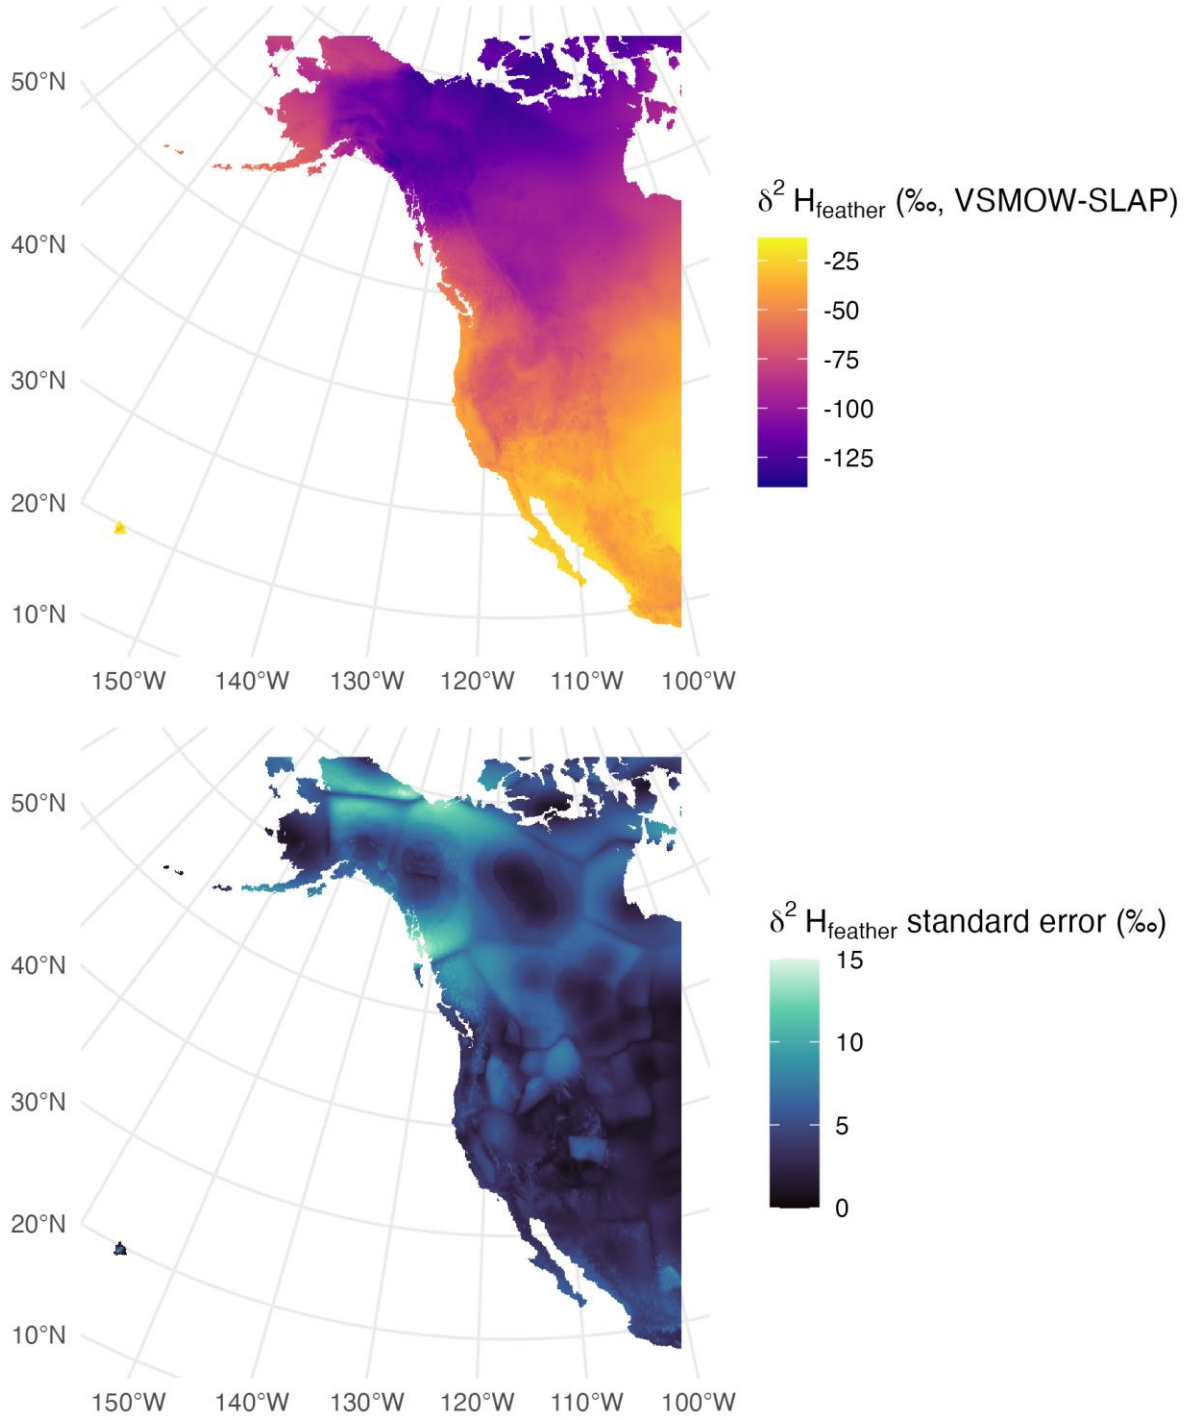 50°N
40°N
30°N
20°N
10°N
150°W 140°W 130°W 120°W 110°W 100°W
δ² H feather (‰, VSMOW-SLAP)
-25
-50
-75
-100
-125
50°N
40°N
30°N
20°N
10°N
150°W 140°W 130°W 120°W 110°W 100°W
δ² H feather standard error (‰)
15
10
5
0